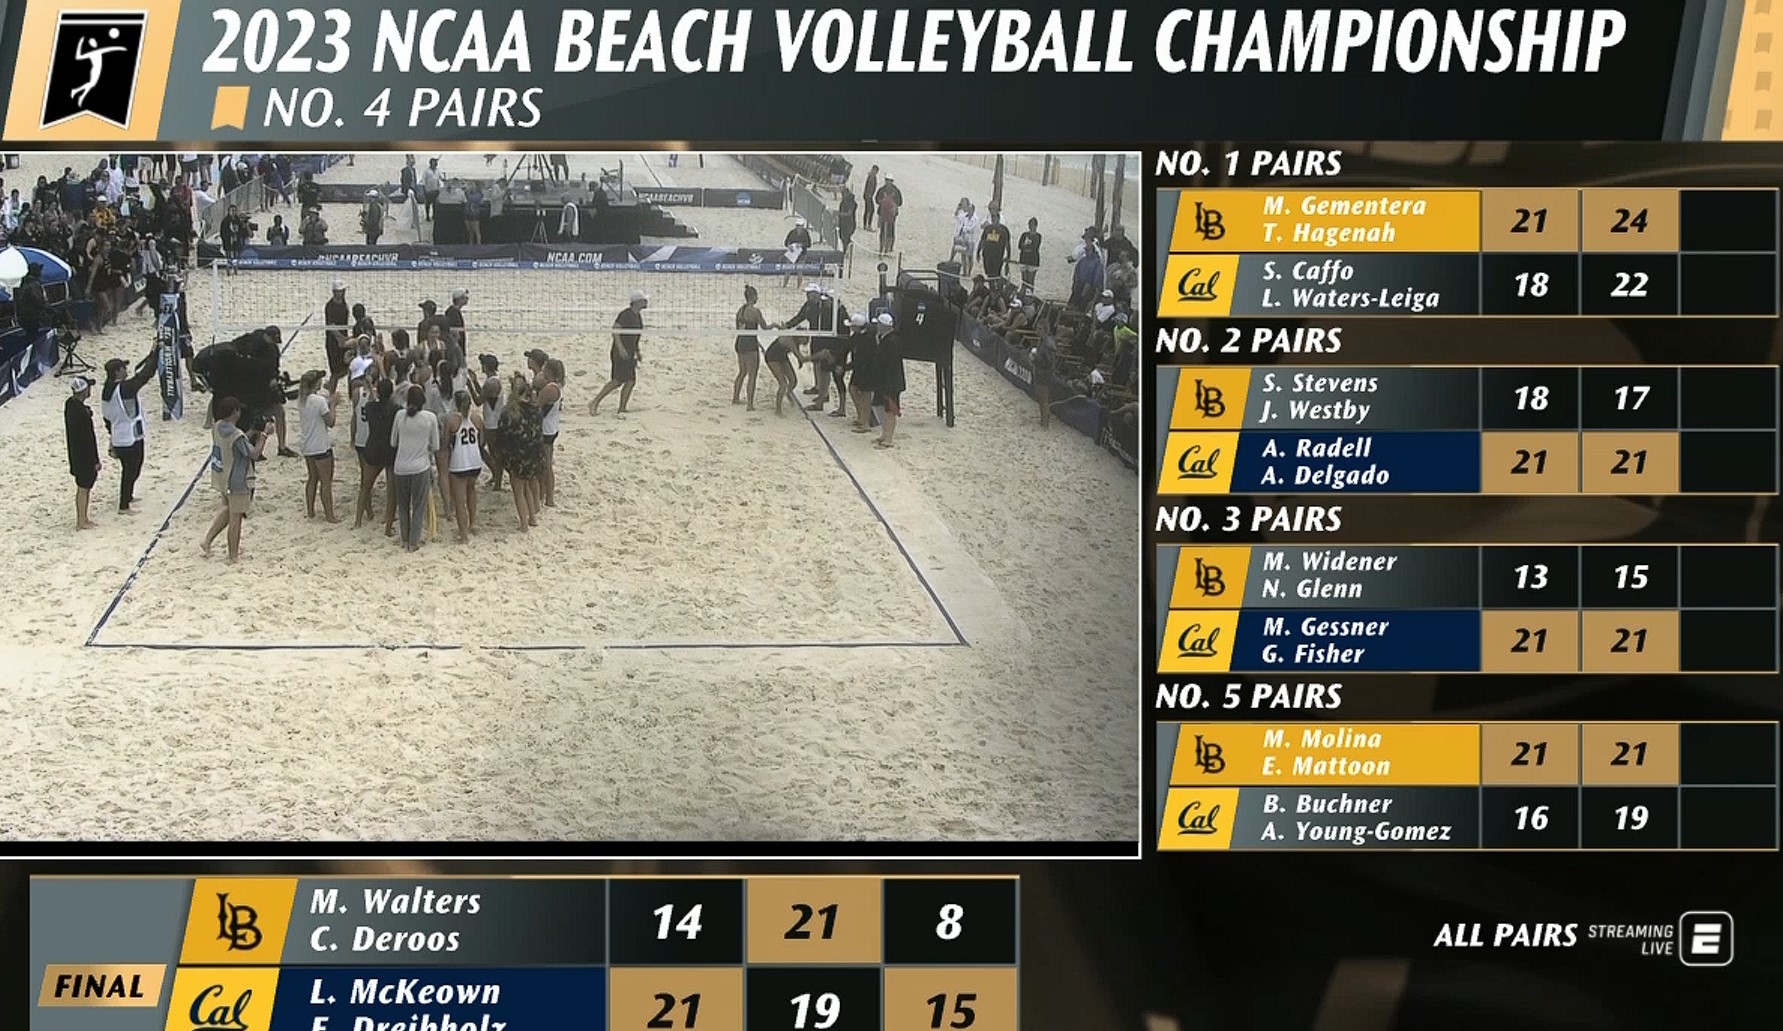 2023 NCAA BEACH VOLLEYBALL CHAMPIONSHIP
NO. 4 PAIRS
#NCAABEACHVB
NCAA.COM
4
26
NO. 1 PAIRS
LB M. Gementera
T. Hagenah
21 24
Cal S. Caffo
L. Waters-Leiga
18 22
NO. 2 PAIRS
LB S. Stevens
J. Westby
18 17
Cal A. Radell
A. Delgado
21 21
NO. 3 PAIRS
LB M. Widener
N. Glenn
13 15
Cal M. Gessner
G. Fisher
21 21
NO. 5 PAIRS
LB M. Molina
E. Mattoon
21 21
Cal B. Buchner
A. Young-Gomez
16 19
FINAL
LB M. Walters
C. Deroos
14 21 8
Cal L. McKeown
E. Dreibholz
21 19 15
ALL PAIRS STREAMING
LIVE E